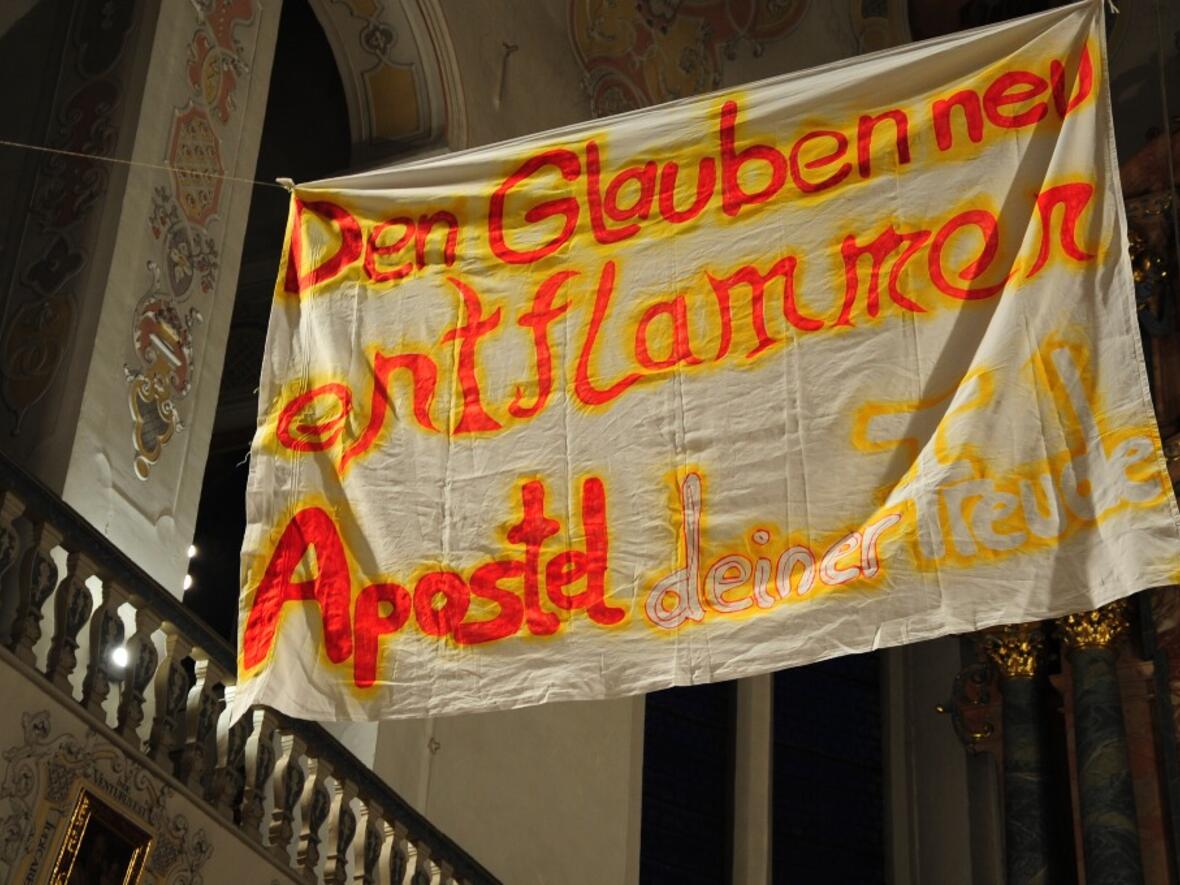 Den Glauben neu
entflammen
Apostel deiner Freude